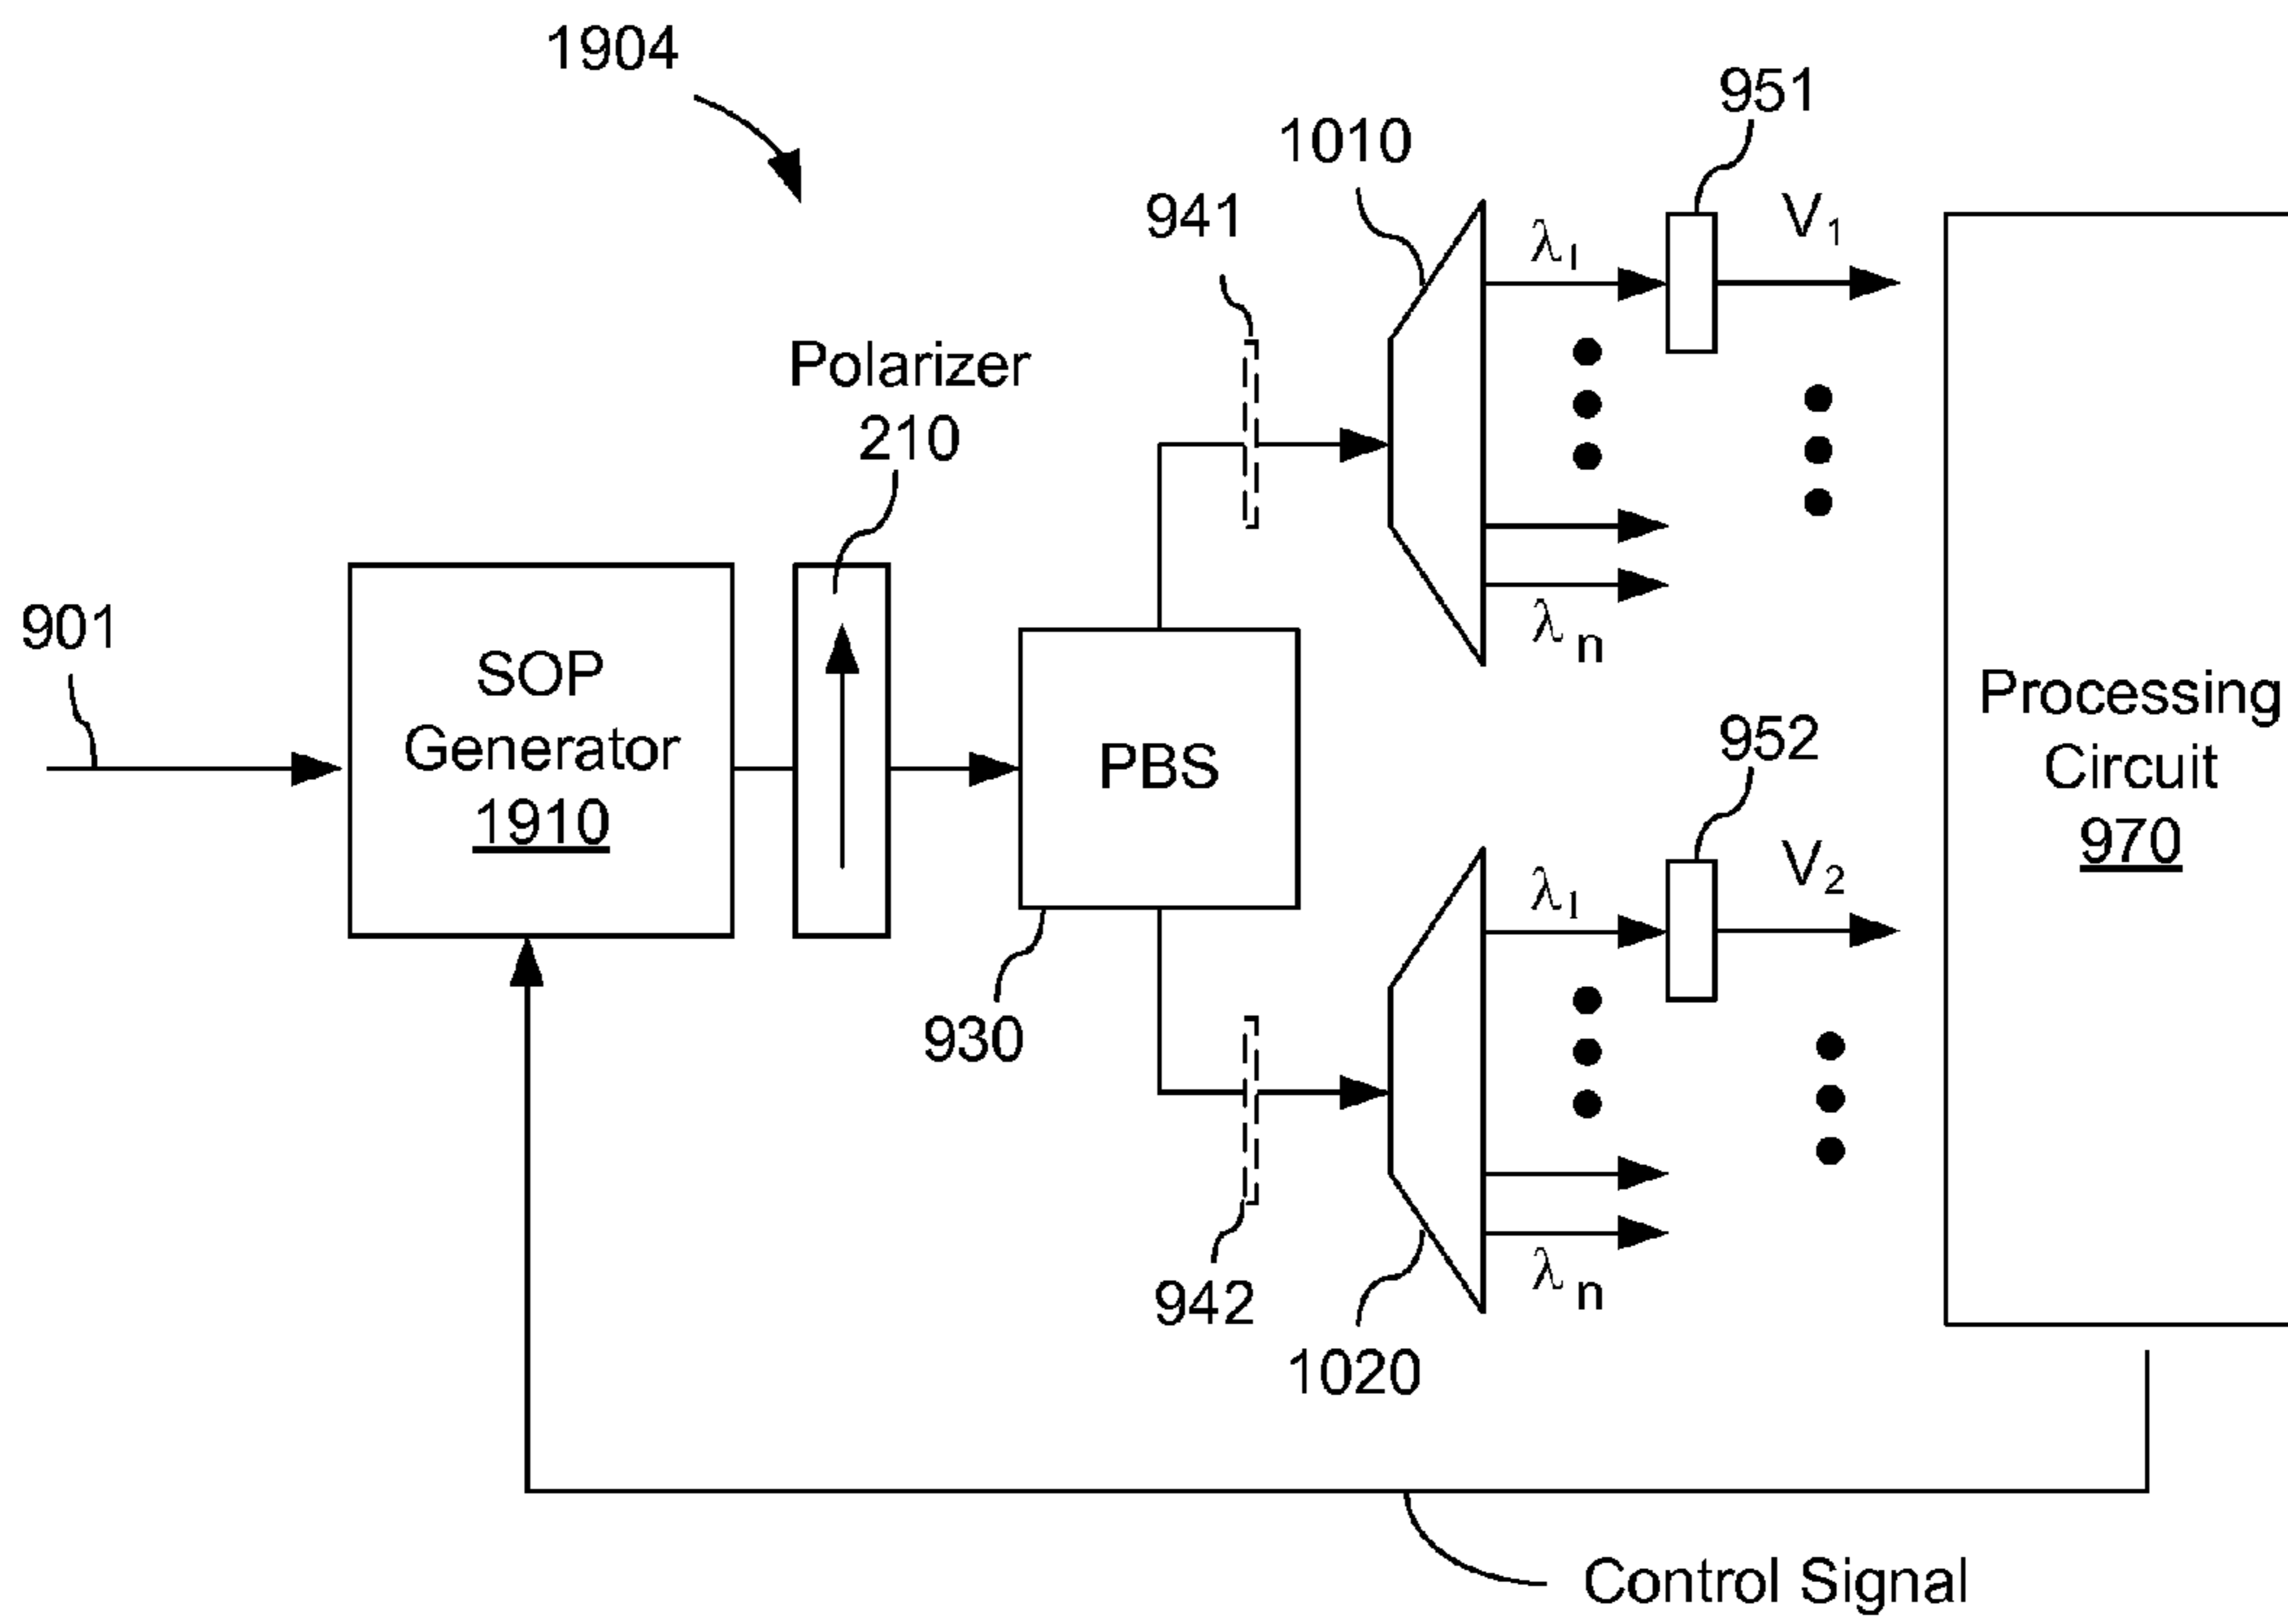 1904
951
1010
941
λ1
V1
Polarizer
210
901
SOP
Generator
1910
λn
Processing
Circuit
970
PBS
952
λ1
V2
930
942
λn
1020
Control Signal